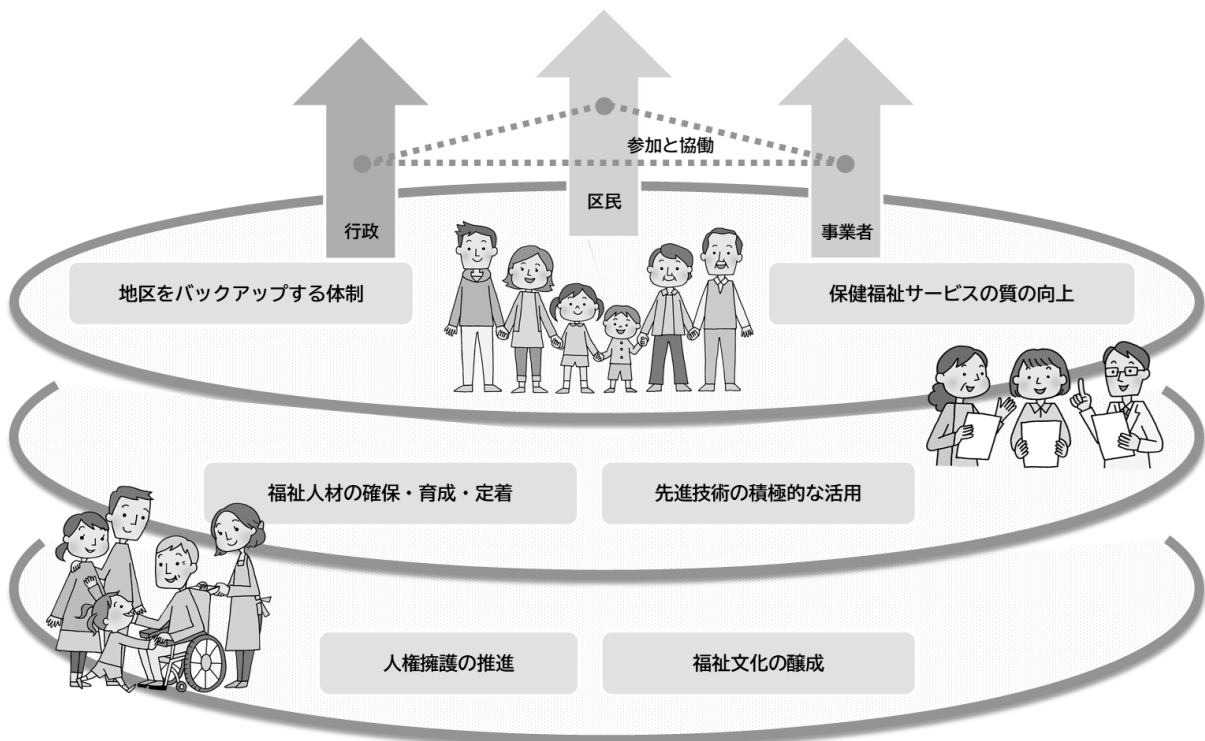 参加と協働
区民
行政
事業者
地区をバックアップする体制
保健福祉サービスの質の向上
福祉人材の確保・育成・定着
先進技術の積極的な活用
人権擁護の推進
福祉文化の醸成